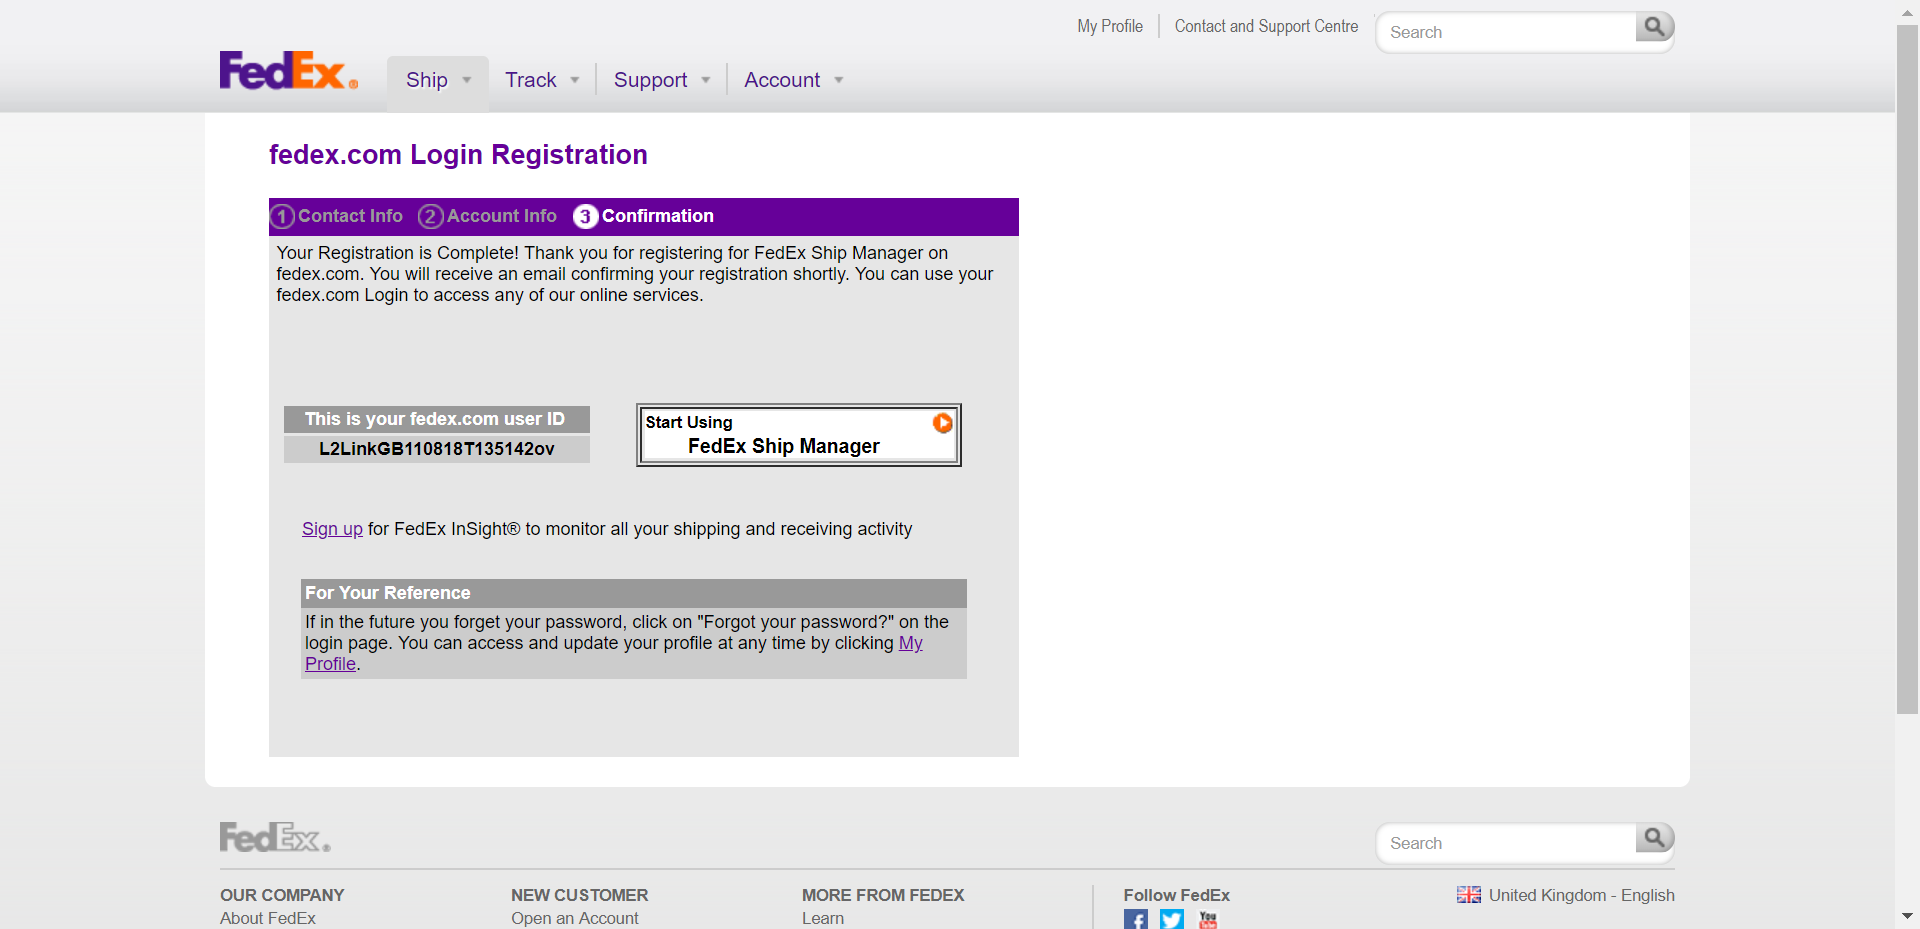 My Profile
Contact and Support Centre
Search
FedEx®
Ship
Track
Support
Account
fedex.com Login Registration
1 Contact Info 2 Account Info 3 Confirmation
Your Registration is Complete! Thank you for registering for FedEx Ship Manager on
fedex.com. You will receive an email confirming your registration shortly. You can use your
fedex.com Login to access any of our online services.
This is your fedex.com user ID
L2LinkGB110818T135142ov
Start Using
FedEx Ship Manager
Sign up for FedEx InSight® to monitor all your shipping and receiving activity
For Your Reference
If in the future you forget your password, click on "Forgot your password?" on the
login page. You can access and update your profile at any time by clicking My
Profile.
FedEx®
Search
OUR COMPANY
About FedEx
NEW CUSTOMER
Open an Account
MORE FROM FEDEX
Learn
Follow FedEx
You
United Kingdom - English